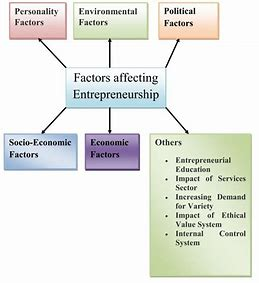 Personality
Factors
Environmental
Factors
Political
Factors
Factors affecting
Entrepreneurship
Socio-Economic
Factors
Economic
Factors
Others
• Entrepreneurial
Education
• Impact of Services
Sector
• Increasing Demand
for Variety
• Impact of Ethical
Value System
• Internal Control
System